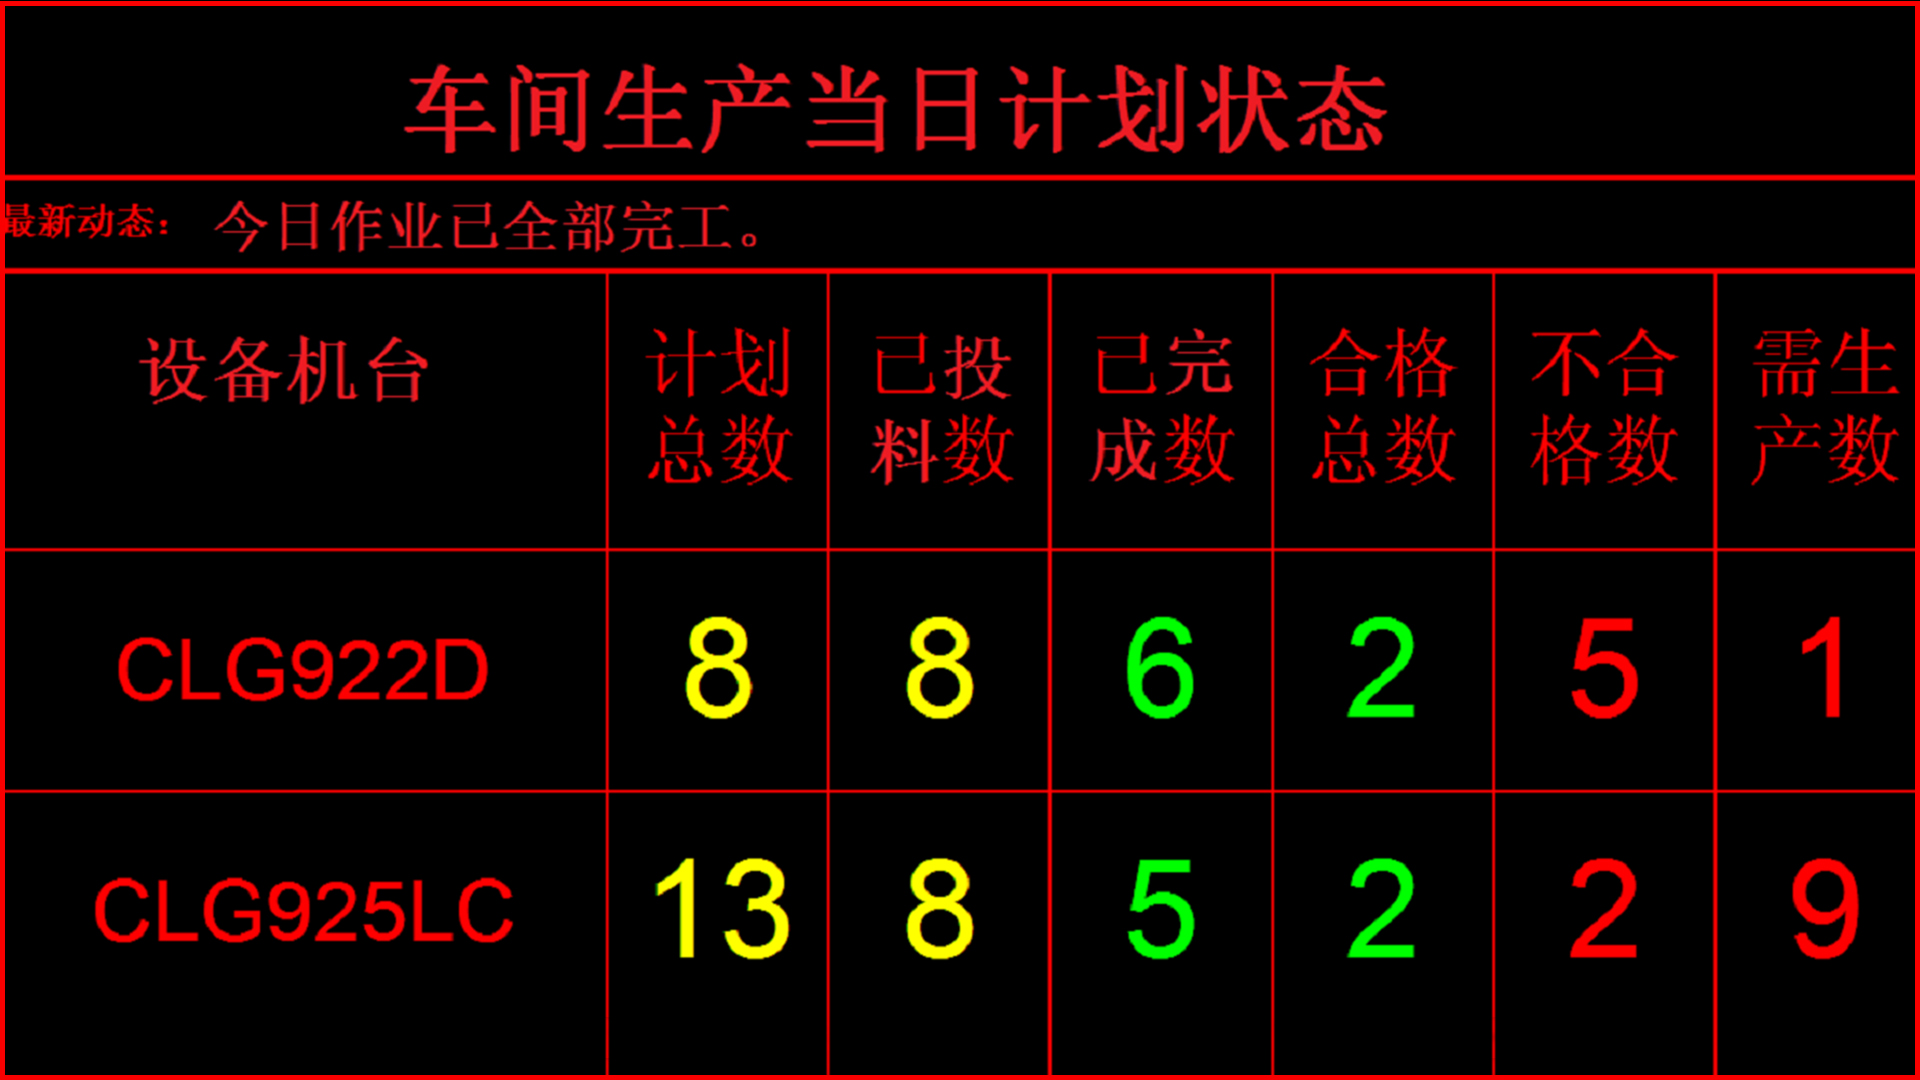 车间生产当日计划状态
最新动态： 今日作业已全部完工。
设备机台 计划 已投 已完 合格 不合 需生
总数 料数 成数 总数 格数 产数
CLG922D 8 8 6 2 5 1
CLG925LC 13 8 5 2 2 9